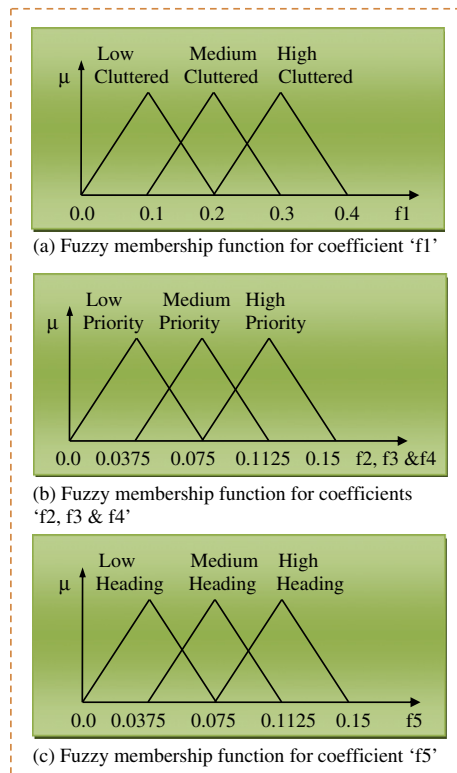 Low Medium High
Cluttered Cluttered Cluttered
μ
0.0 0.1 0.2 0.3 0.4 f1
(a) Fuzzy membership function for coefficient ‘f1’
Low Medium High
Priority Priority Priority
μ
0.0 0.0375 0.075 0.1125 0.15 f2, f3 &f4
(b) Fuzzy membership function for coefficients
‘f2, f3 & f4’
Low Medium High
Heading Heading Heading
μ
0.0 0.0375 0.075 0.1125 0.15 f5
(c) Fuzzy membership function for coefficient ‘f5’